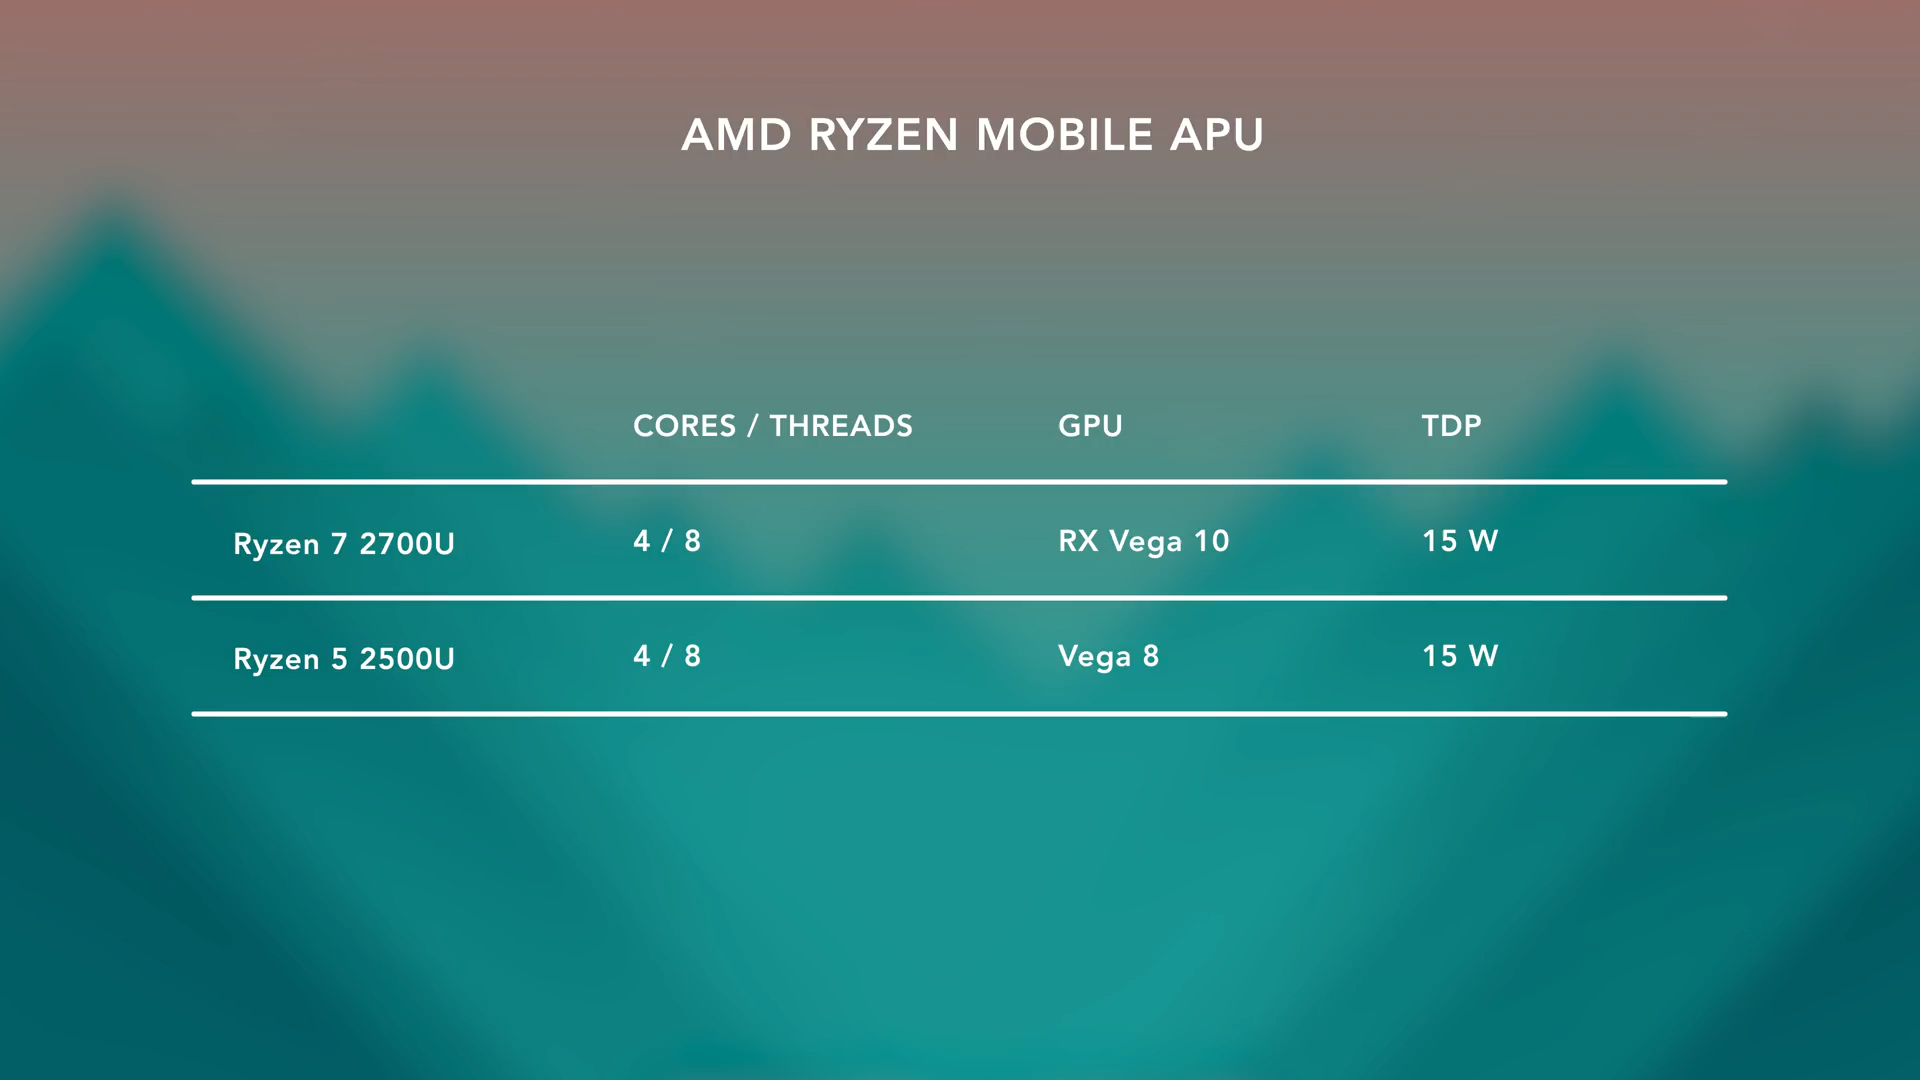 AMD RYZEN MOBILE APU
CORES / THREADS GPU TDP
Ryzen 7 2700U 4 / 8 RX Vega 10 15 W
Ryzen 5 2500U 4 / 8 Vega 8 15 W